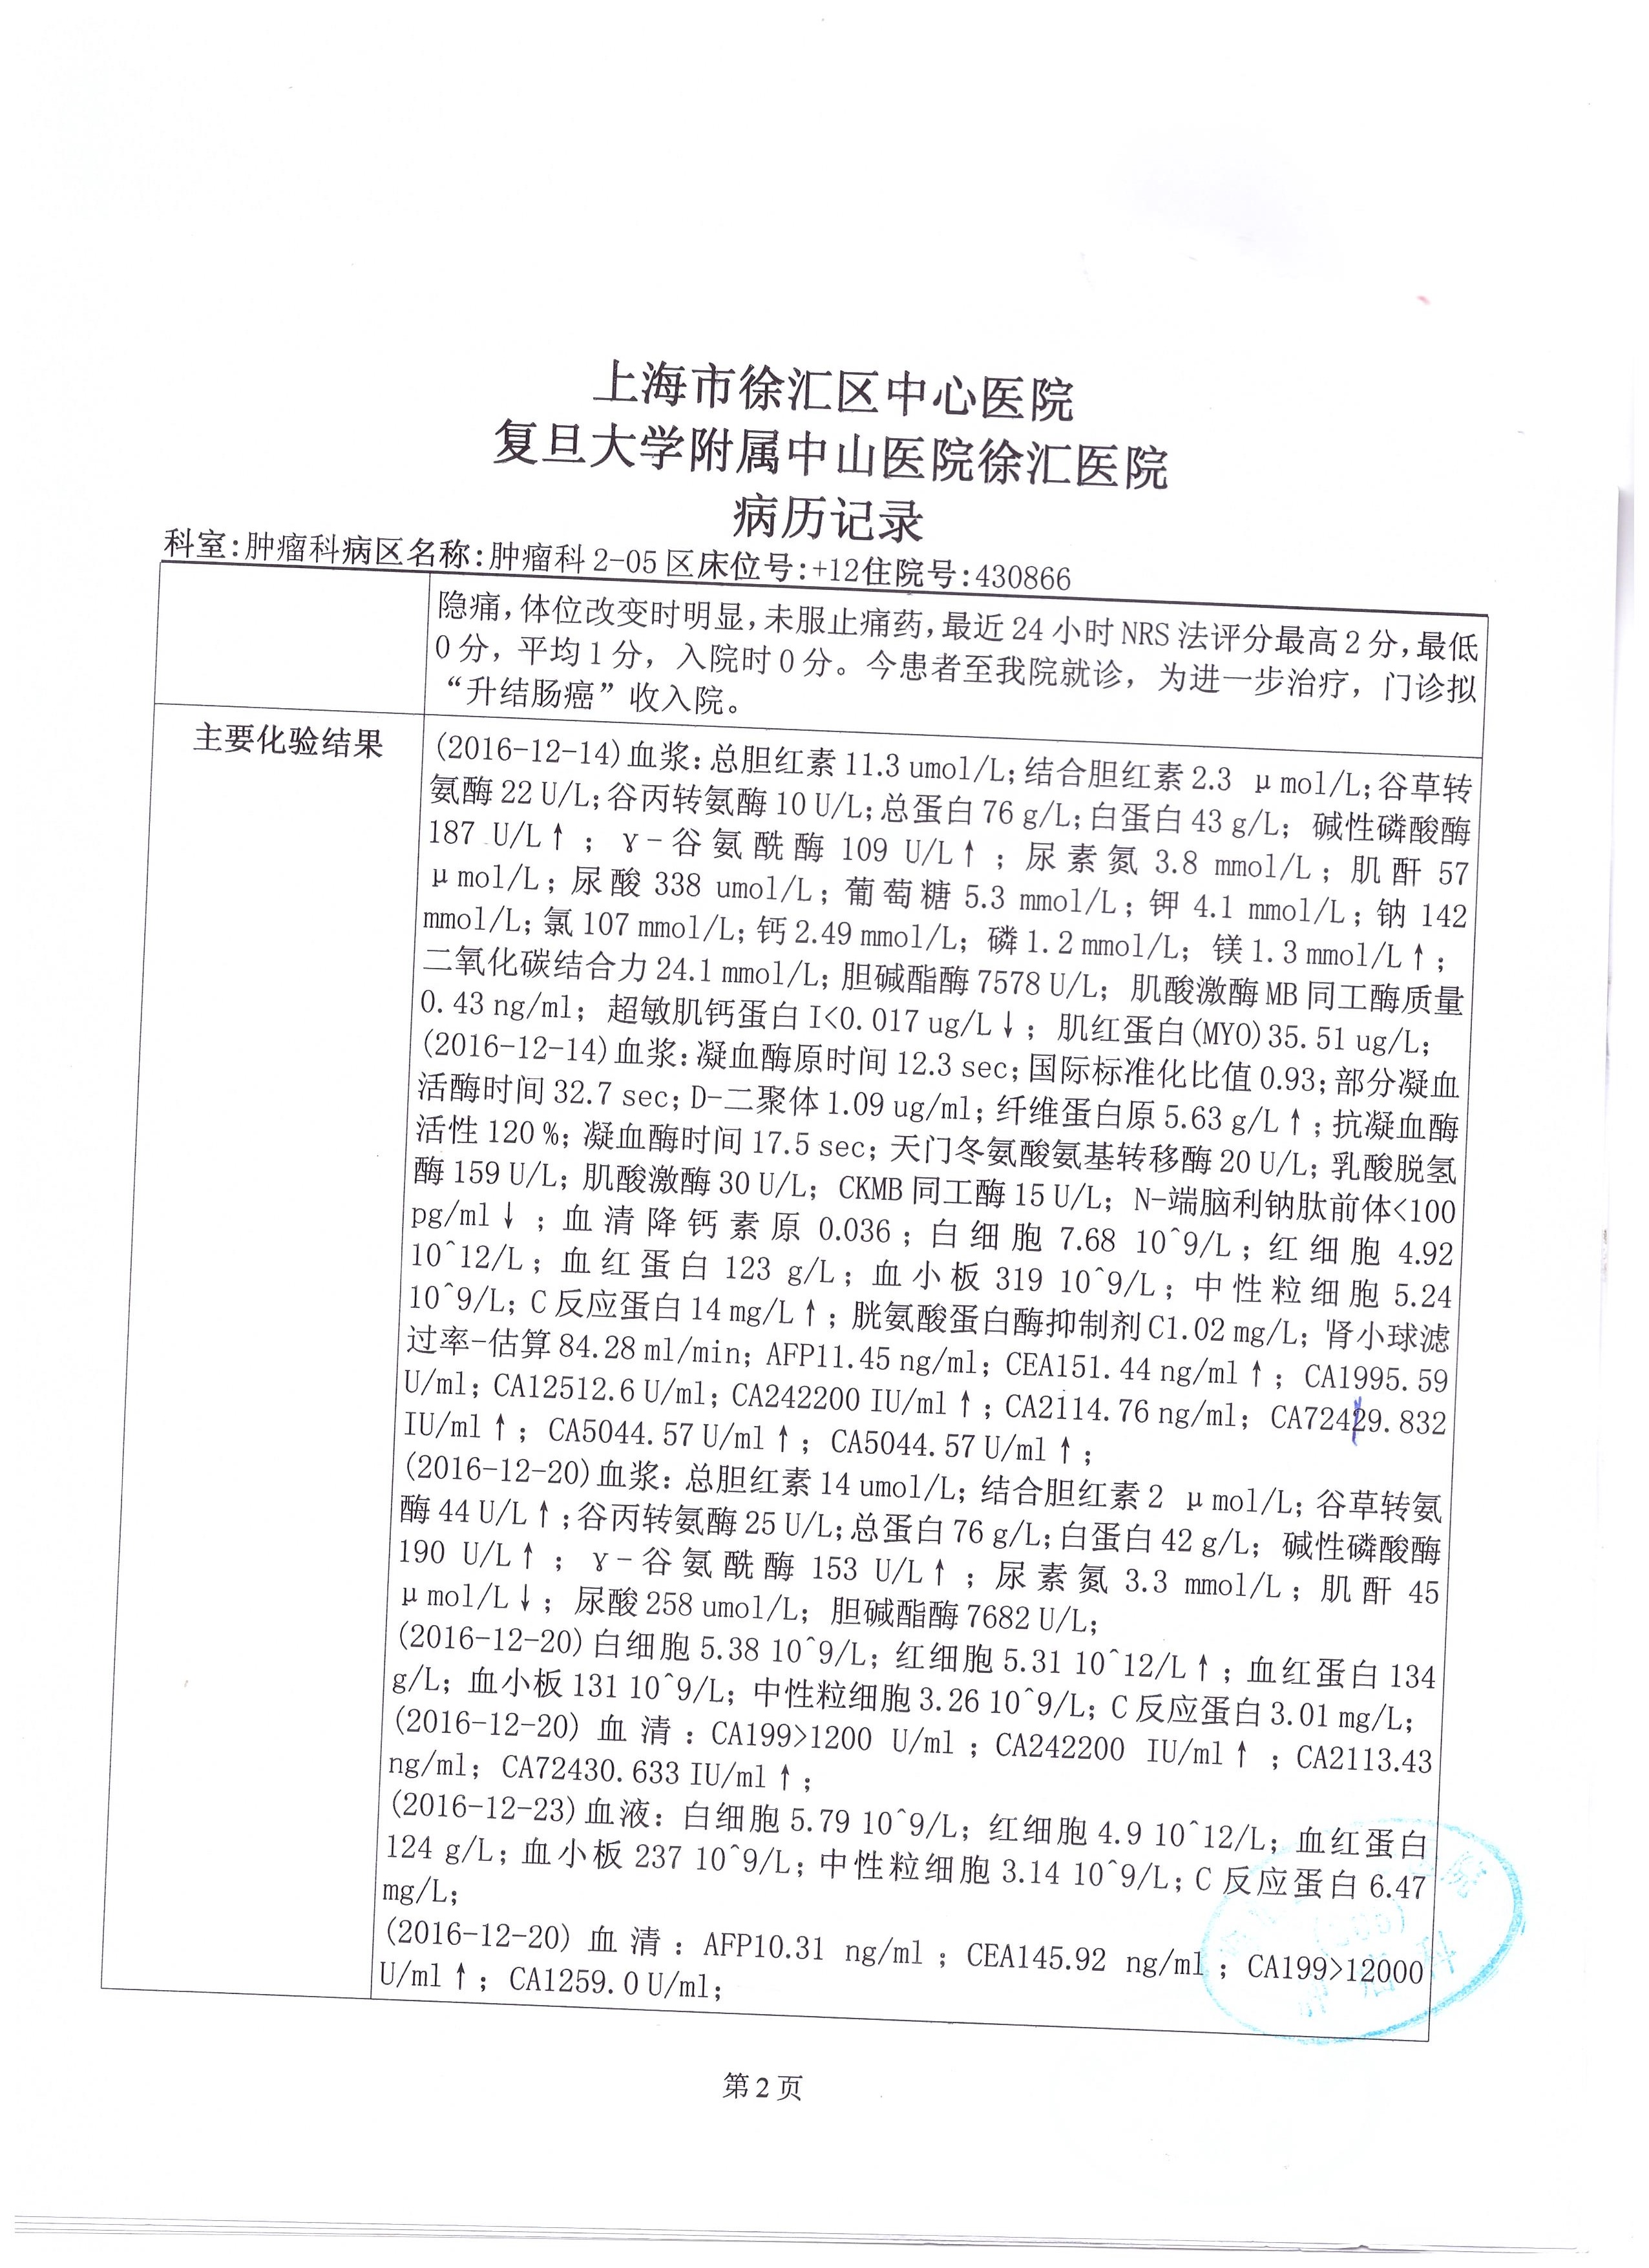 上海市徐汇区中心医院
复旦大学附属中山医院徐汇医院
病历记录
科室:肿瘤科病区名称:肿瘤科2-05区床位号:+12住院号:430866
隐痛,体位改变时明显,未服止痛药,最近24小时NRS法评分最高2分,最低
0分，平均1分，入院时0分。今患者至我院就诊，为进一步治疗，门诊拟
“升结肠癌”收入院。
主要化验结果
(2016-12-14)血浆:总胆红素11.3 umol/L;结合胆红素2.3 μmol/L;谷草转
氨酶22 U/L;谷丙转氨酶10 U/L;总蛋白76 g/L;白蛋白43 g/L; 碱性磷酸酶
187 U/L↑; γ-谷氨酰酶 109 U/L↑; 尿素氮 3.8 mmol/L; 肌酐 57
μmol/L; 尿酸 338 umol/L; 葡萄糖 5.3 mmol/L; 钾 4.1 mmol/L; 钠 142
mmol/L; 氯 107 mmol/L; 钙 2.49 mmol/L; 磷 1.2 mmol/L; 镁 1.3 mmol/L↑;
二氧化碳结合力 24.1 mmol/L; 胆碱酯酶 7578 U/L; 肌酸激酶MB同工酶质量
0.43 ng/ml; 超敏肌钙蛋白I<0.017 ug/L↓; 肌红蛋白(MYO)35.51 ug/L;
(2016-12-14)血浆:凝血酶原时间 12.3 sec;国际标准化比值 0.93;部分凝血
活酶时间 32.7 sec; D-二聚体 1.09 ug/ml; 纤维蛋白原 5.63 g/L↑; 抗凝血酶
活性 120 %; 凝血酶时间 17.5 sec; 天门冬氨酸氨基转移酶 20 U/L; 乳酸脱氢
酶 159 U/L; 肌酸激酶 30 U/L; CKMB同工酶 15 U/L; N-端脑利钠肽前体<100
pg/ml↓; 血清降钙素原 0.036; 白细胞 7.68 10^9/L; 红细胞 4.92
10^12/L; 血红蛋白 123 g/L; 血小板 319 10^9/L; 中性粒细胞 5.24
10^9/L; C反应蛋白 14 mg/L↑; 胱氨酸蛋白酶抑制剂C1.02 mg/L; 肾小球滤
过率-估算 84.28 ml/min; AFP11.45 ng/ml; CEA151.44 ng/ml↑; CA1995.59
U/ml; CA12512.6 U/ml; CA242200 IU/ml↑; CA2114.76 ng/ml; CA72429.832
IU/ml↑; CA5044.57 U/ml↑; CA5044.57 U/ml↑;
(2016-12-20)血浆: 总胆红素 14 umol/L; 结合胆红素 2 μmol/L; 谷草转氨
酶 44 U/L↑;谷丙转氨酶 25 U/L;总蛋白 76 g/L;白蛋白 42 g/L; 碱性磷酸酶
190 U/L↑; γ-谷氨酰酶 153 U/L↑; 尿素氮 3.3 mmol/L; 肌酐 45
μmol/L↓; 尿酸 258 umol/L; 胆碱酯酶 7682 U/L;
(2016-12-20)白细胞 5.38 10^9/L; 红细胞 5.31 10^12/L↑; 血红蛋白 134
g/L; 血小板 131 10^9/L; 中性粒细胞 3.26 10^9/L; C反应蛋白 3.01 mg/L;
(2016-12-20) 血清: CA199>1200 U/ml; CA242200 IU/ml↑; CA2113.43
ng/ml; CA72430.633 IU/ml↑;
(2016-12-23)血液: 白细胞 5.79 10^9/L; 红细胞 4.9 10^12/L; 血红蛋白
124 g/L; 血小板 237 10^9/L; 中性粒细胞 3.14 10^9/L; C反应蛋白 6.47
mg/L;
(2016-12-20) 血清: AFP10.31 ng/ml; CEA145.92 ng/ml; CA199>12000
U/ml↑; CA1259.0 U/ml;
第2页